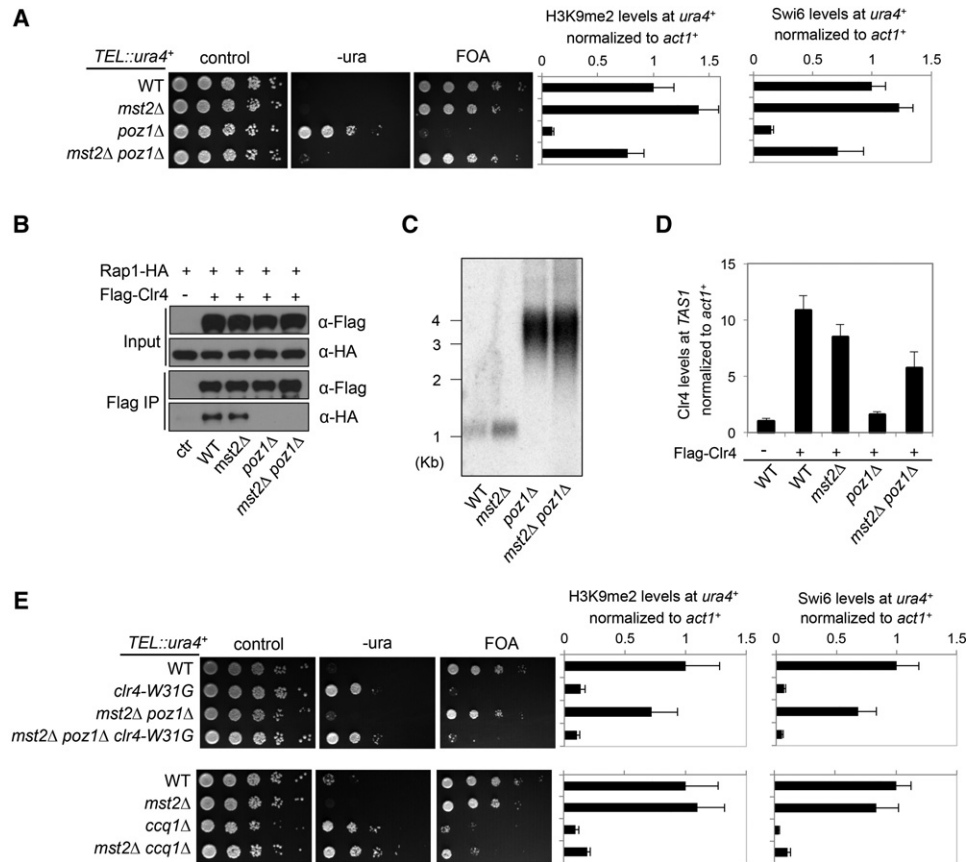 A
TEL::ura4+
control
-ura
FOA
H3K9me2 levels at ura4+
normalized to act1+
Swi6 levels at ura4+
normalized to act1+
0 0.5 1 1.5
0 0.5 1 1.5
WT
mst2Δ
poz1Δ
mst2Δ poz1Δ
B
Rap1-HA + + + + +
Flag-Clr4 - + + + +
Input
α-Flag
α-HA
Flag IP
α-Flag
α-HA
ctr
WT
mst2Δ
poz1Δ
mst2Δ poz1Δ
C
4
3
2
1
(Kb)
WT
mst2Δ
poz1Δ
mst2Δ poz1Δ
D
Clr4 levels at TAS1
normalized to act1+
15
10
5
0
Flag-Clr4 - + + + +
WT
WT
mst2Δ
poz1Δ
mst2Δ poz1Δ
E
TEL::ura4+
control
-ura
FOA
H3K9me2 levels at ura4+
normalized to act1+
Swi6 levels at ura4+
normalized to act1+
0 0.5 1 1.5
0 0.5 1 1.5
WT
clr4-W31G
mst2Δ poz1Δ
mst2Δ poz1Δ clr4-W31G
WT
mst2Δ
ccq1Δ
mst2Δ ccq1Δ